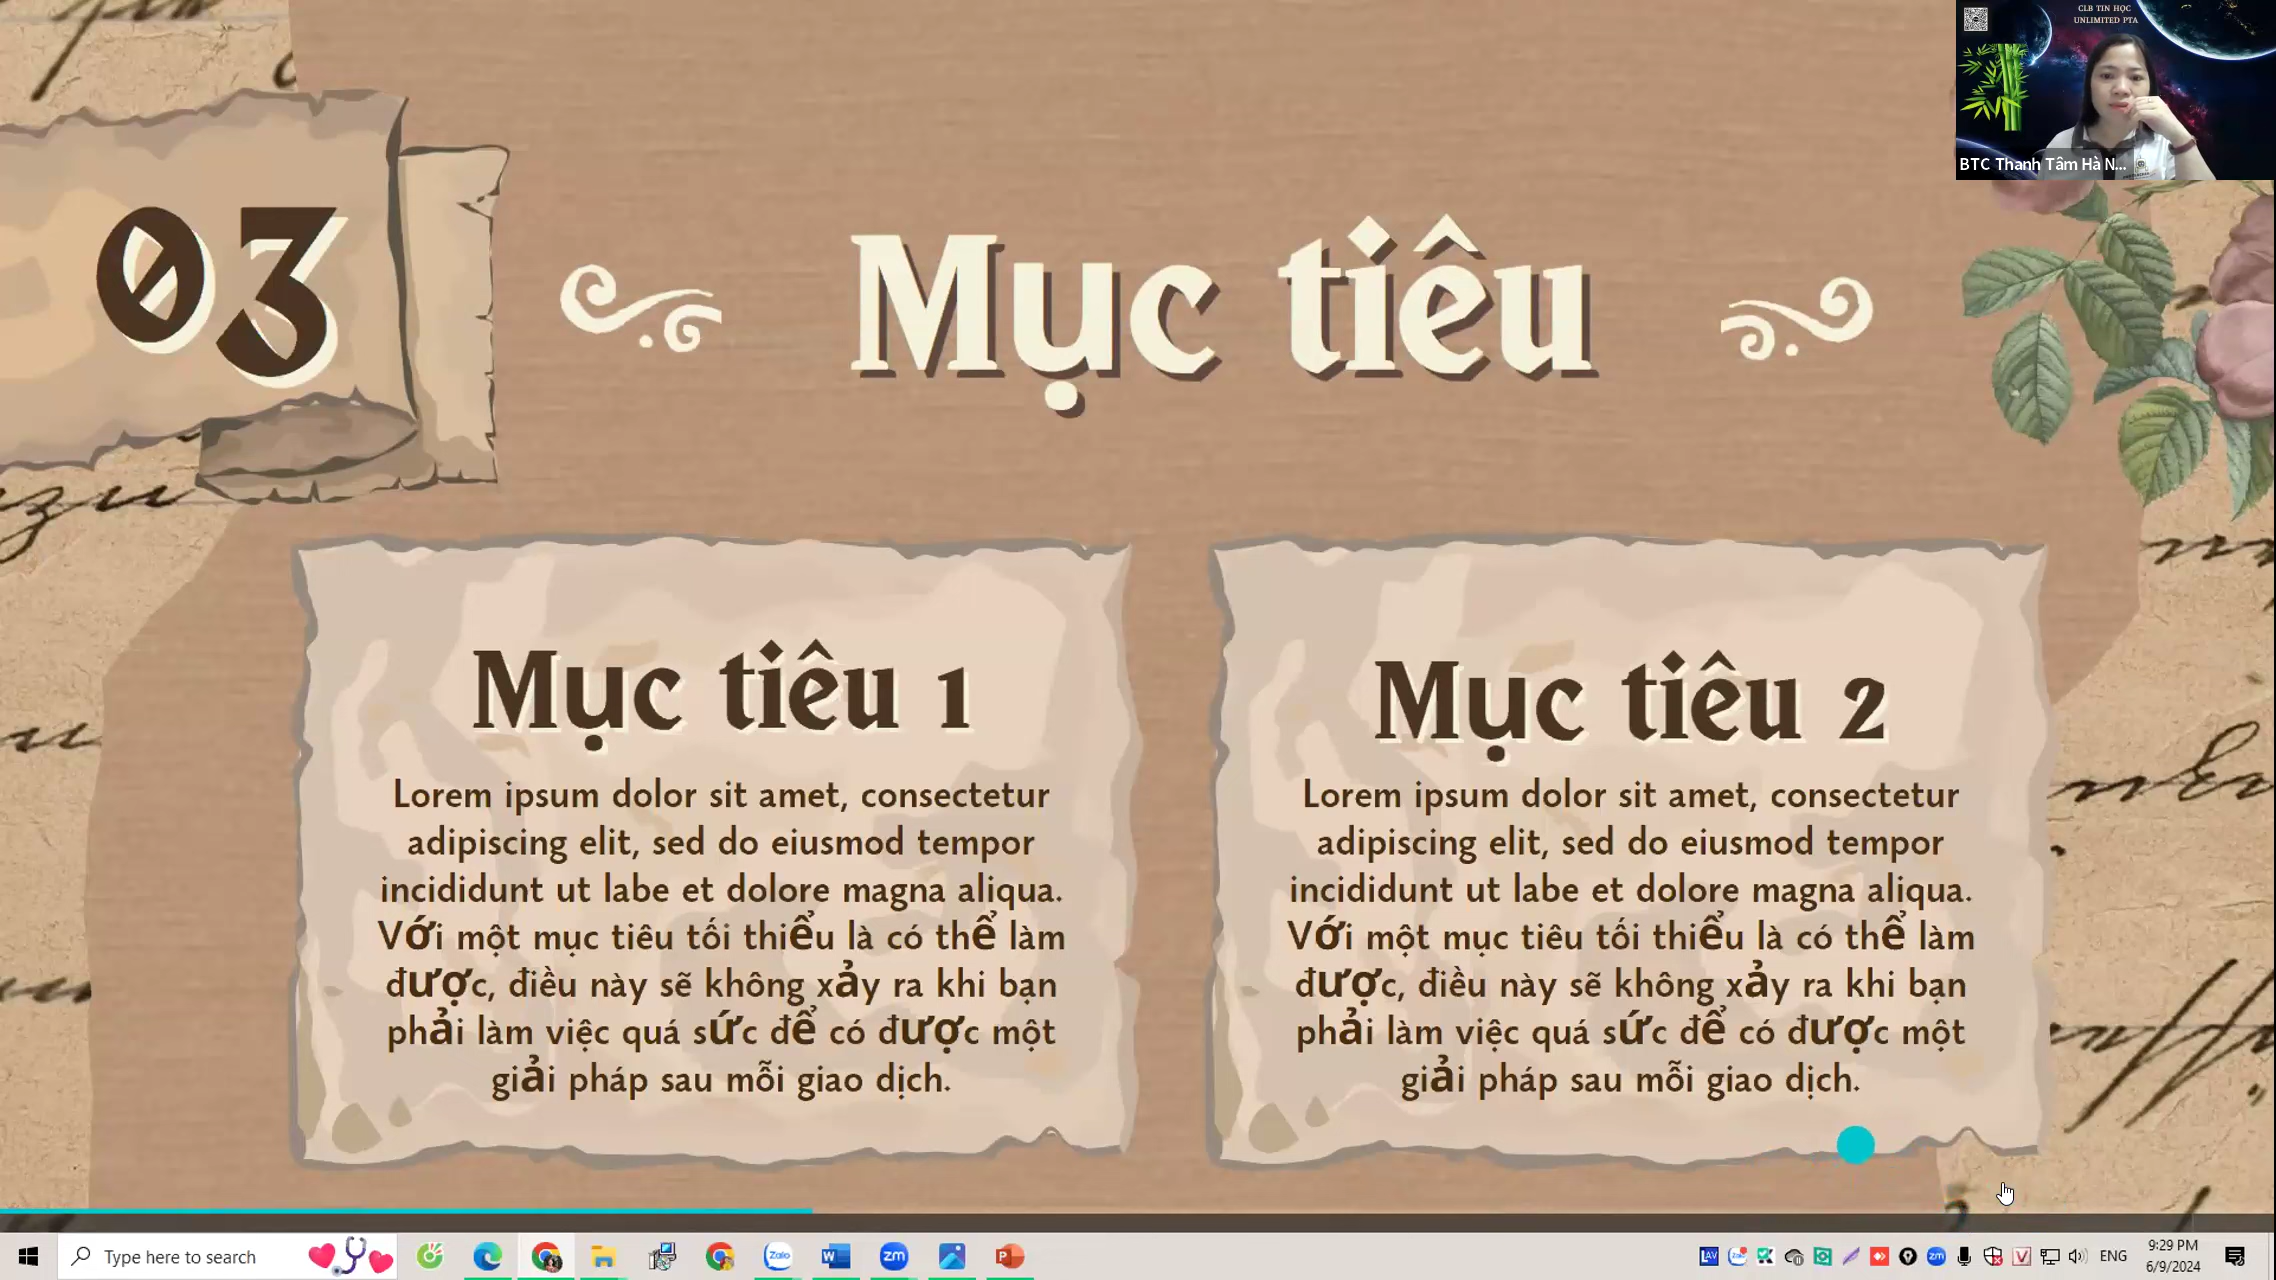 CLB TIN HỌC
UNLIMITED PTA
BTC Thanh Tâm Hà N...
03
Mục tiêu
Mục tiêu 1
Lorem ipsum dolor sit amet, consectetur
adipiscing elit, sed do eiusmod tempor
incididunt ut labe et dolore magna aliqua.
Với một mục tiêu tối thiểu là có thể làm
được, điều này sẽ không xảy ra khi bạn
phải làm việc quá sức để có được một
giải pháp sau mỗi giao dịch.
Mục tiêu 2
Lorem ipsum dolor sit amet, consectetur
adipiscing elit, sed do eiusmod tempor
incididunt ut labe et dolore magna aliqua.
Với một mục tiêu tối thiểu là có thể làm
được, điều này sẽ không xảy ra khi bạn
phải làm việc quá sức để có được một
giải pháp sau mỗi giao dịch.
Type here to search
Zalo
zm
LAV
zm
ENG
9:29 PM
6/9/2024